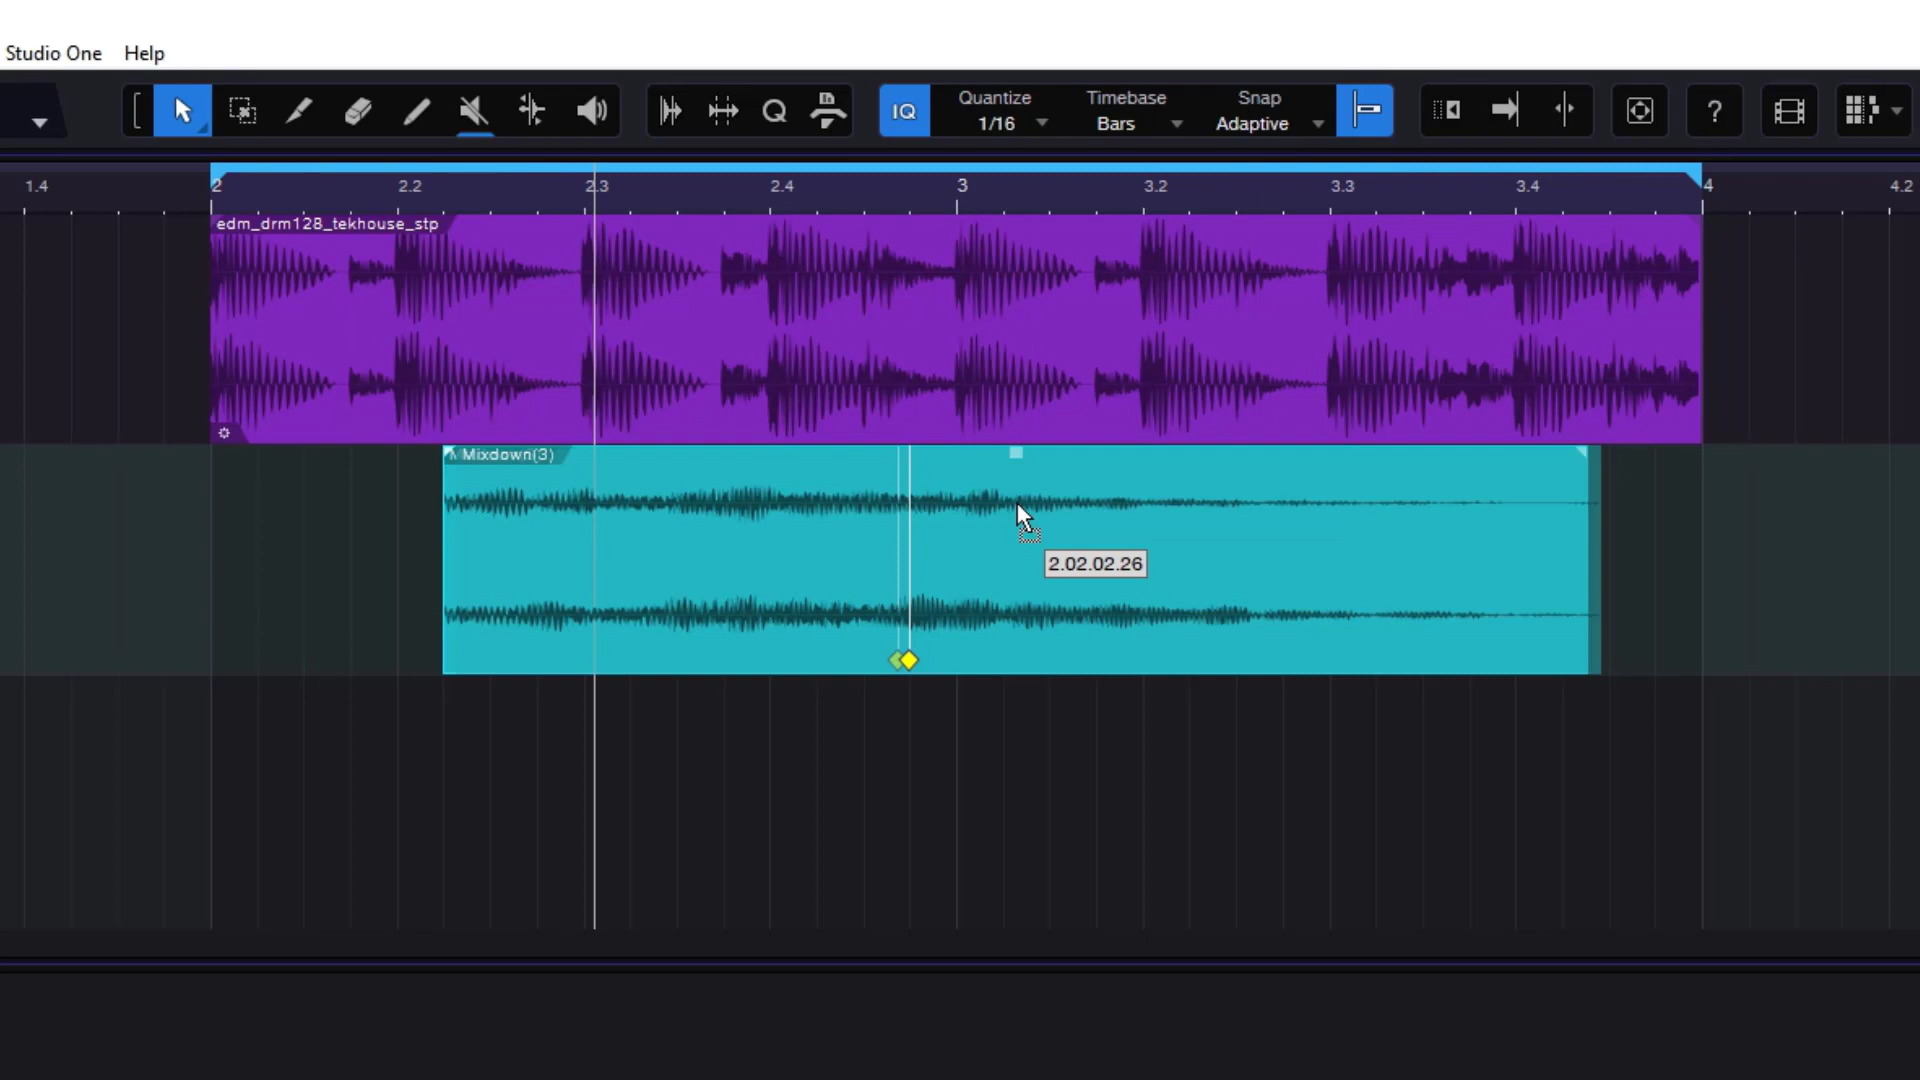 Studio One Help
IQ Quantize 1/16 Timebase Bars Snap Adaptive ?
1.4 2 2.2 2.3 2.4 3 3.2 3.3 3.4 4 4.2
edm_drm128_tekhouse_stp
Mixdown(3)
2.02.02.26